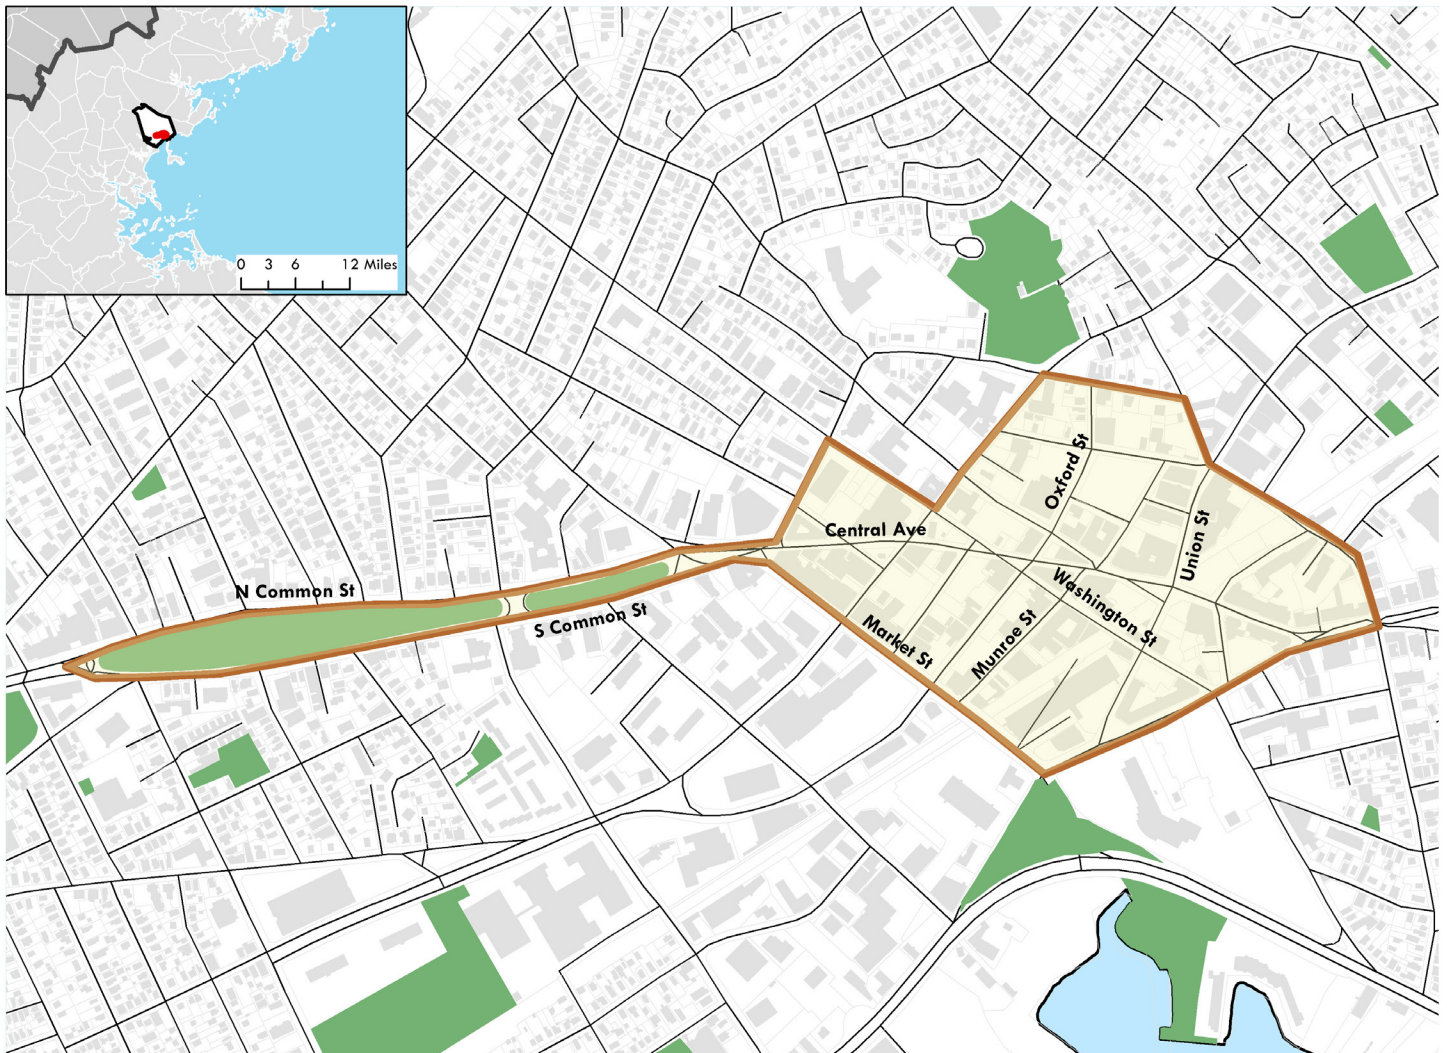 0 3 6 12 Miles
Oxford St
Central Ave
Union St
Washington St
N Common St
S Common St
Market St
Munroe St